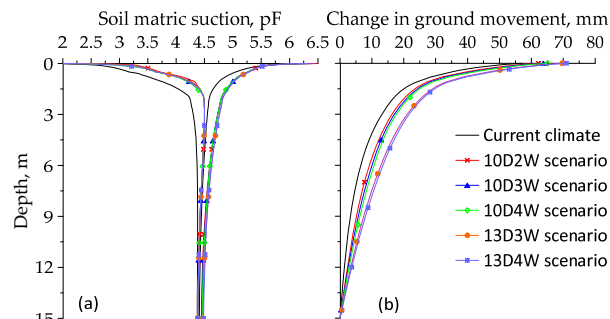 Soil matric suction, pF
Change in ground movement, mm
2 2.5 3 3.5 4 4.5 5 5.5 6 6.5
0 10 20 30 40 50 60 70 80
0
3
6
9
12
15
Depth, m
Current climate
10D2W scenario
10D3W scenario
10D4W scenario
13D3W scenario
13D4W scenario
(a)
(b)